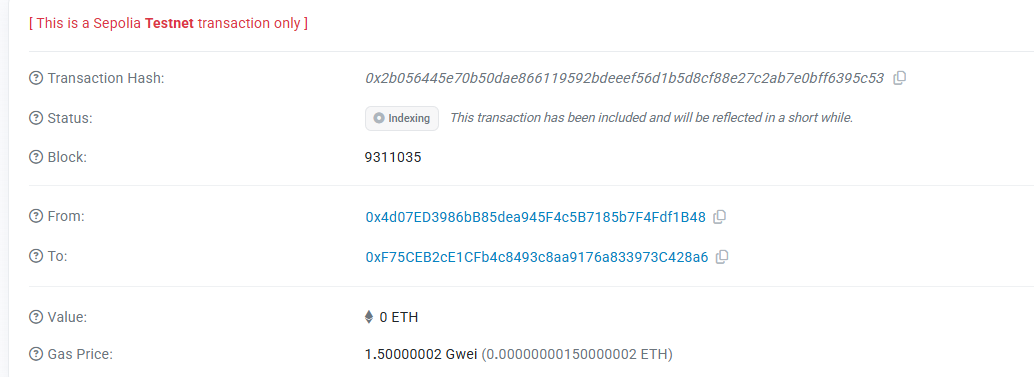 [ This is a Sepolia Testnet transaction only ]
Transaction Hash: 0x2b056445e70b50dae866119592bdeeef56d1b5d8cf88e27c2ab7e0bff6395c53
Status: Indexing This transaction has been included and will be reflected in a short while.
Block: 9311035
From: 0x4d07ED3986bB85dea945F4c5B7185b7F4Fdf1B48
To: 0xF75CEB2cE1CFb4c8493c8aa9176a833973C428a6
Value: 0 ETH
Gas Price: 1.50000002 Gwei (0.00000000150000002 ETH)